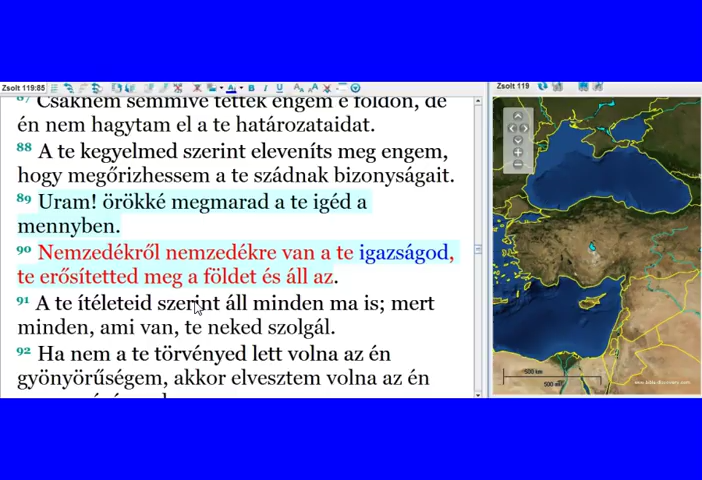 Zsolt 119:85
Zsolt 119
87 Csaknem semmivé tettek engem e földön, de
én nem hagytam el a te határozataidat.
88 A te kegyelmed szerint eleveníts meg engem,
hogy megőrizhessem a te szádnak bizonyságait.
89 Uram! örökké megmarad a te igéd a
mennyben.
90 Nemzedékről nemzedékre van a te igazságod,
te erősítetted meg a földet és áll az.
91 A te ítéleteid szerint áll minden ma is; mert
minden, ami van, te neked szolgál.
92 Ha nem a te törvényed lett volna az én
gyönyörűségem, akkor elvesztem volna az én
500 km
500 mi